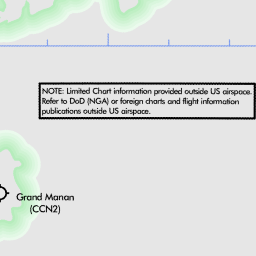 NOTE: Limited Chart information provided outside US airspace.
Refer to DoD (NGA) or foreign charts and flight information
publications outside US airspace.
Grand Manan
(CCN2)